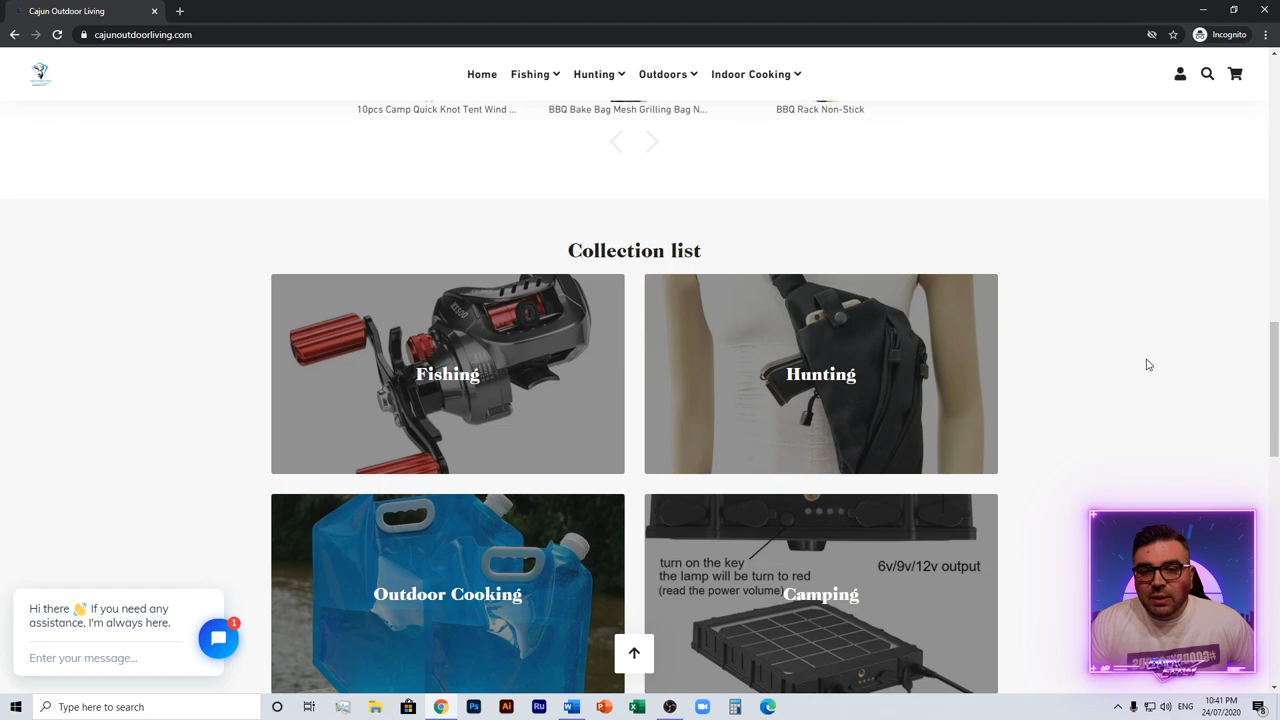 Cajun Outdoor Living
cajunoutdoorliving.com
Incognito
Home
Fishing
Hunting
Outdoors
Indoor Cooking
10pcs Camp Quick Knot Tent Wind ...
BBQ Bake Bag Mesh Grilling Bag N...
BBQ Rack Non-Stick
Collection list
Fishing
Hunting
Outdoor Cooking
turn on the key
the lamp will be turn to red
(read the power volume)
6v/9v/12v output
Camping
Hi there 👋 If you need any
assistance, I'm always here.
1
Enter your message...
Type here to search
ENG
10:41 PM
24/07/2020